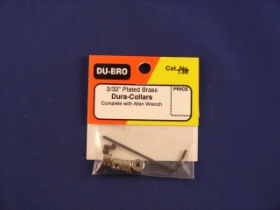 DU-BRO
Cat. No.
138
3/32" Plated Brass
Dura-Collars
Complete with Allen Wrench
PRICE